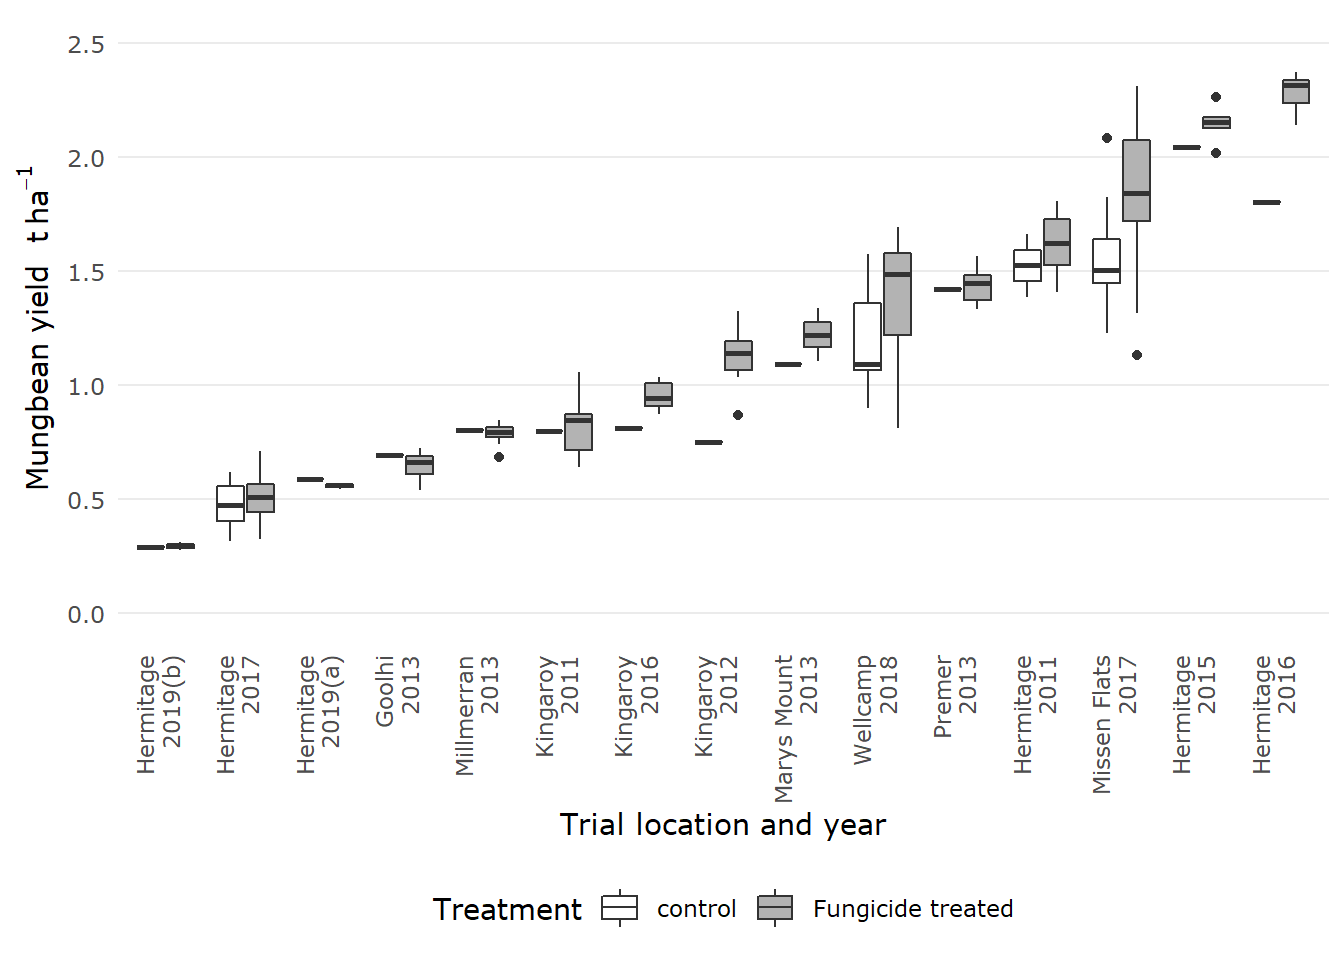 Mungbean yield t ha⁻¹
2.5
2.0
1.5
1.0
0.5
0.0
Hermitage
2019(b)
Hermitage
2017
Hermitage
2019(a)
Goolhi
2013
Millmerran
2013
Kingaroy
2011
Kingaroy
2016
Kingaroy
2012
Marys Mount
2013
Wellcamp
2018
Premer
2013
Hermitage
2011
Missen Flats
2017
Hermitage
2015
Hermitage
2016
Trial location and year
Treatment control Fungicide treated